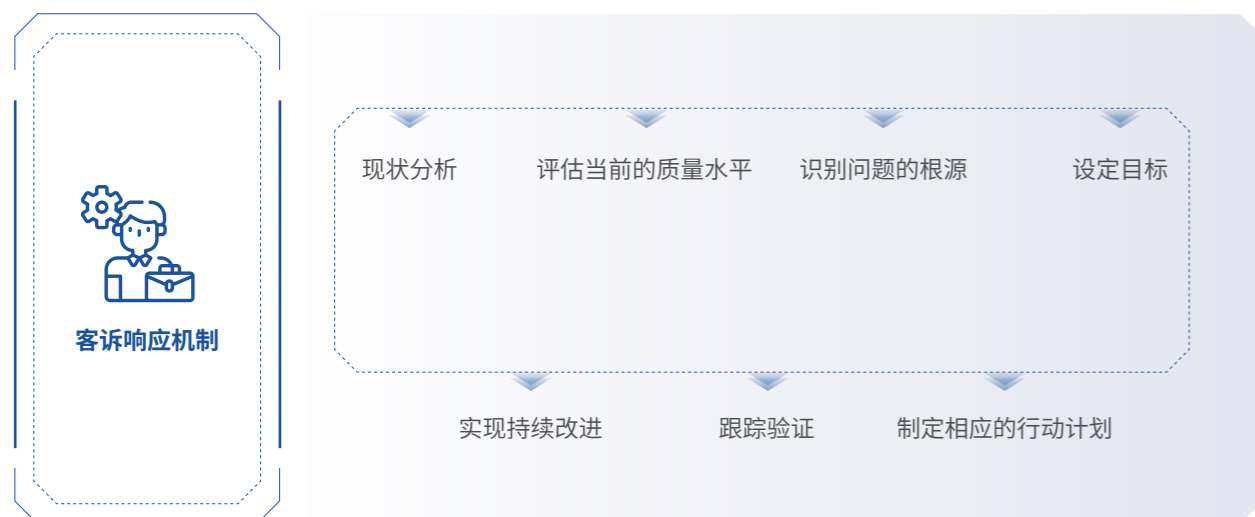 客诉响应机制
现状分析
评估当前的质量水平
识别问题的根源
设定目标
实现持续改进
跟踪验证
制定相应的行动计划